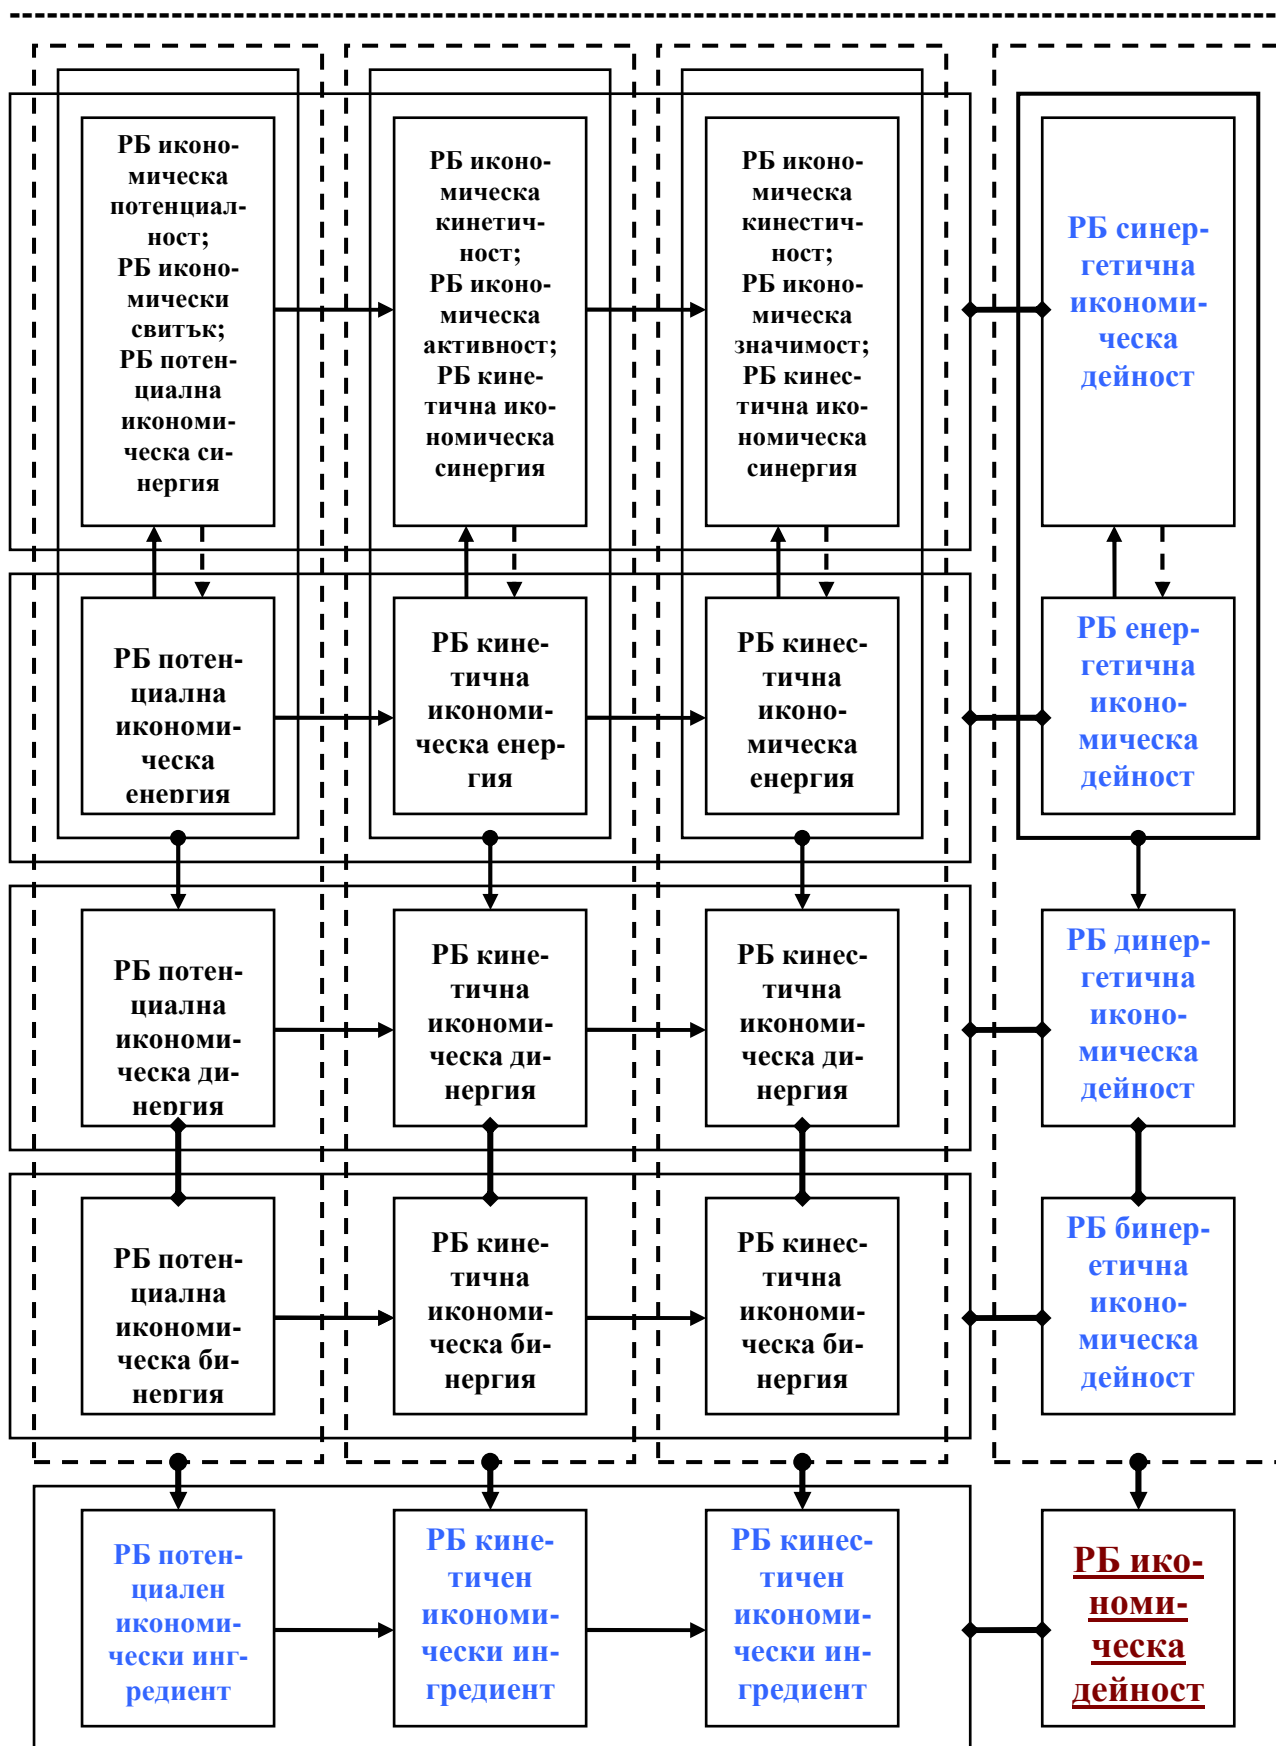 РБ иконо-
мическа
потенциал-
ност;
РБ иконо-
мически
свитък;
РБ потен-
циална
икономи-
ческа си-
нергия
РБ иконо-
мическа
кинетич-
ност;
РБ иконо-
мическа
активност;
РБ кине-
тична ико-
номическа
синергия
РБ иконо-
мическа
кинестич-
ност;
РБ иконо-
мическа
значимост;
РБ кинес-
тична ико-
номическа
синергия
РБ синер-
гетична
икономи-
ческа
дейност
РБ потен-
циална
икономи-
ческа
енергия
РБ кине-
тична
икономи-
ческа енер-
гия
РБ кинес-
тична
иконо-
мическа
енергия
РБ енер-
гетична
иконо-
мическа
дейност
РБ потен-
циална
икономи-
ческа ди-
нергия
РБ кине-
тична
икономи-
ческа ди-
нергия
РБ кинес-
тична
икономи-
ческа ди-
нергия
РБ динер-
гетична
иконо-
мическа
дейност
РБ потен-
циална
икономи-
ческа би-
нергия
РБ кине-
тична
икономи-
ческа би-
нергия
РБ кинес-
тична
икономи-
ческа би-
нергия
РБ бинер-
етична
иконо-
мическа
дейност
РБ потен-
циален
икономи-
чески инг-
редиент
РБ кине-
тичен
икономи-
чески ин-
гредиент
РБ кинес-
тичен
икономи-
чески ин-
гредиент
РБ ико-
номи-
ческа
дейност